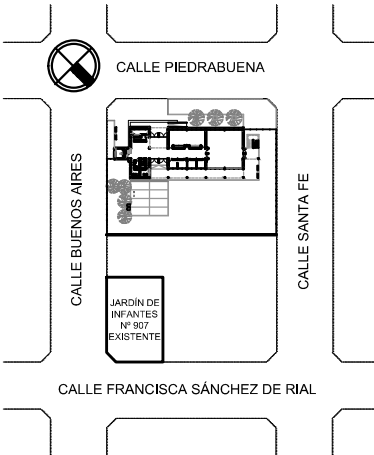 CALLE PIEDRABUENA
CALLE BUENOS AIRES
CALLE SANTA FE
JARDÍN DE
INFANTES
Nº 907
EXISTENTE
CALLE FRANCISCA SÁNCHEZ DE RIAL